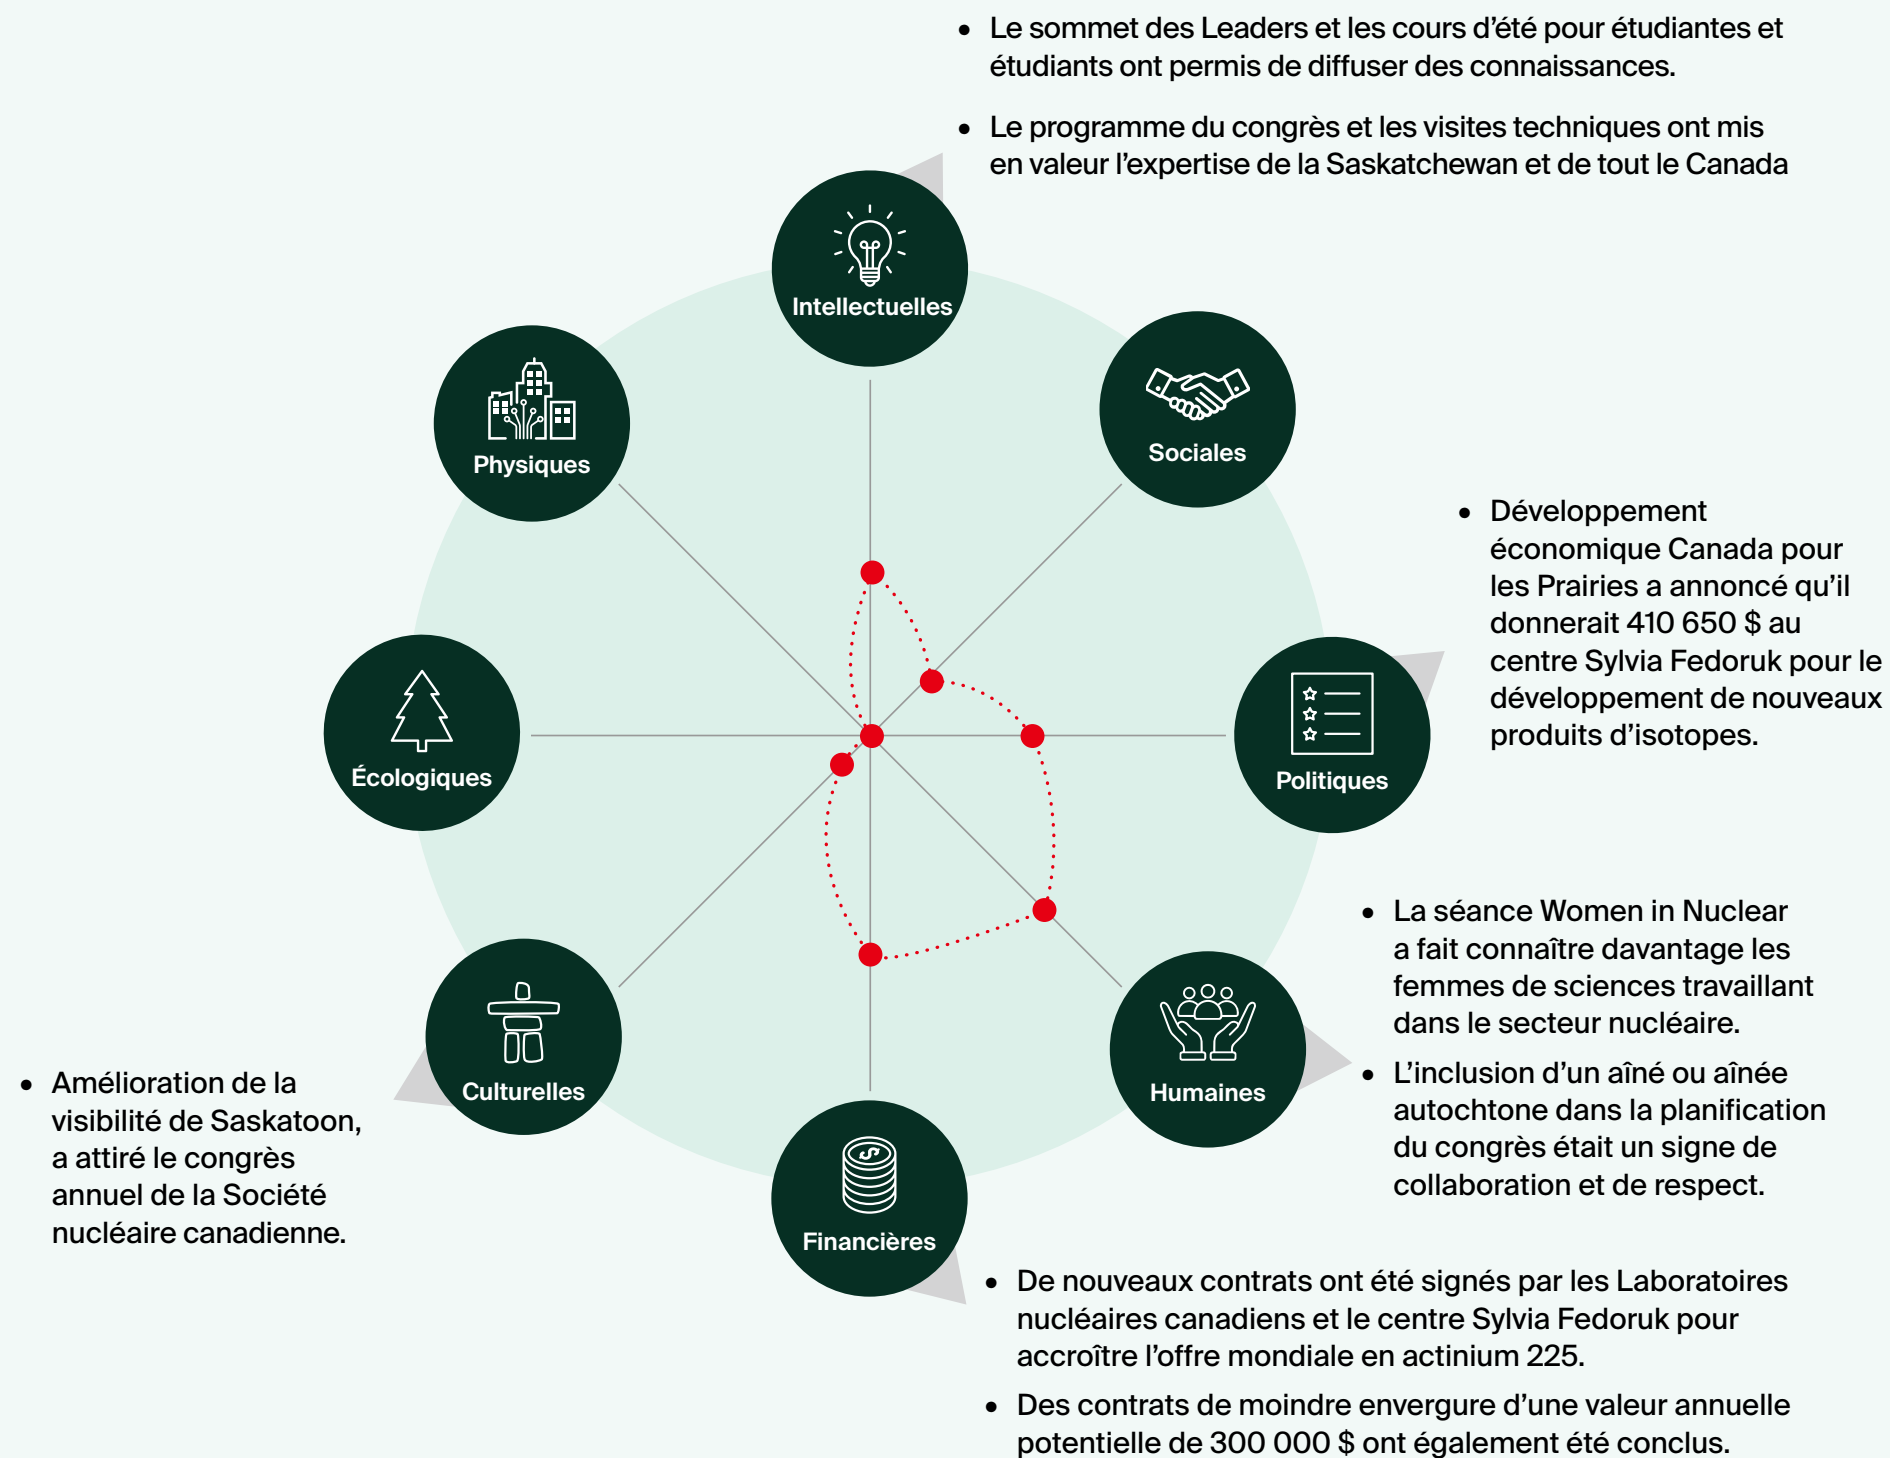 • Le sommet des Leaders et les cours d’été pour étudiantes et
étudiants ont permis de diffuser des connaissances.
• Le programme du congrès et les visites techniques ont mis
en valeur l’expertise de la Saskatchewan et de tout le Canada
Intellectuelles
Sociales
Physiques
• Développement
économique Canada pour
les Prairies a annoncé qu’il
donnerait 410 650 $ au
centre Sylvia Fedoruk pour le
développement de nouveaux
produits d’isotopes.
Politiques
Écologiques
• La séance Women in Nuclear
a fait connaître davantage les
femmes de sciences travaillant
dans le secteur nucléaire.
• L’inclusion d’un aîné ou aînée
autochtone dans la planification
du congrès était un signe de
collaboration et de respect.
Humaines
Culturelles
• Amélioration de la
visibilité de Saskatoon,
a attiré le congrès
annuel de la Société
nucléaire canadienne.
Financières
• De nouveaux contrats ont été signés par les Laboratoires
nucléaires canadiens et le centre Sylvia Fedoruk pour
accroître l’offre mondiale en actinium 225.
• Des contrats de moindre envergure d’une valeur annuelle
potentielle de 300 000 $ ont également été conclus.